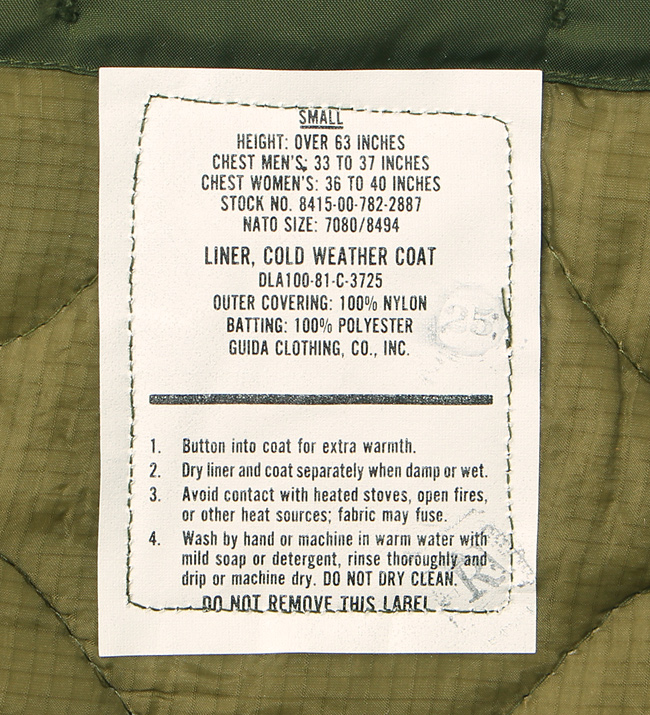 SMALL
HEIGHT: OVER 63 INCHES
CHEST MEN'S: 33 TO 37 INCHES
CHEST WOMEN'S: 36 TO 40 INCHES
STOCK NO. 8415-00-782-2887
NATO SIZE: 7080/8494
LINER, COLD WEATHER COAT
DLA100-81-C-3725
OUTER COVERING: 100% NYLON
BATTING: 100% POLYESTER
GUIDA CLOTHING, CO., INC.
25
1. Button into coat for extra warmth.
2. Dry liner and coat separately when damp or wet.
3. Avoid contact with heated stoves, open fires,
or other heat sources; fabric may fuse.
4. Wash by hand or machine in warm water with
mild soap or detergent, rinse thoroughly and
drip or machine dry. DO NOT DRY CLEAN.
DO NOT REMOVE THIS LABEL